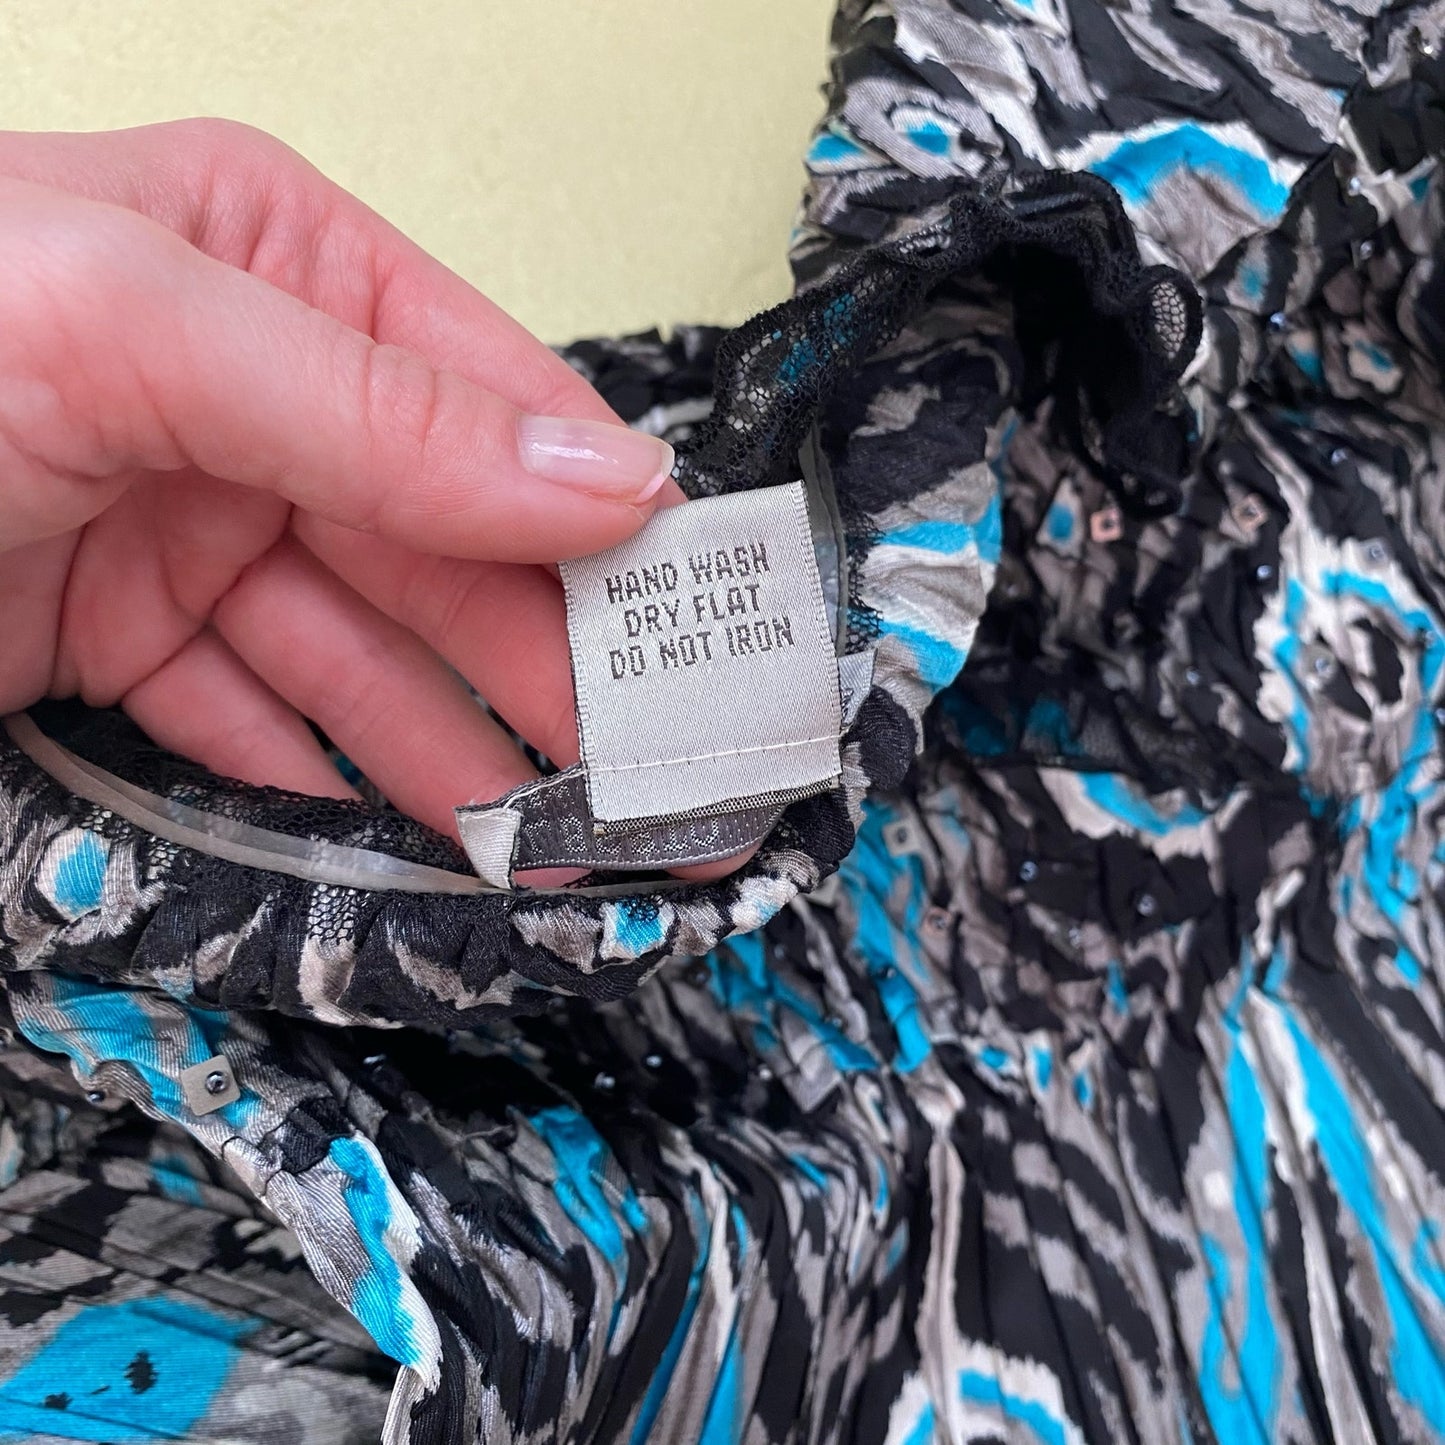 HAND WASH
DRY FLAT
DO NOT IRON